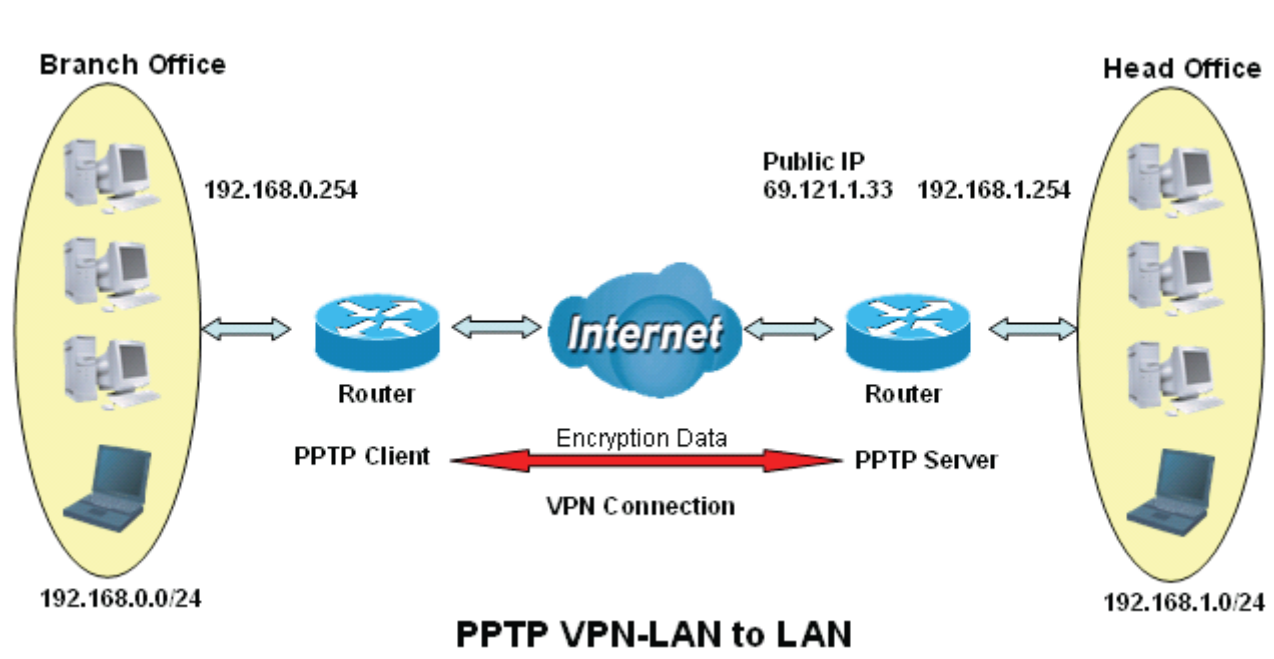 Branch Office
Head Office
Public IP
192.168.0.254
69.121.1.33 192.168.1.254
Internet
Router
Router
Encryption Data
PPTP Client
PPTP Server
VPN Connection
192.168.0.0/24
192.168.1.0/24
PPTP VPN-LAN to LAN